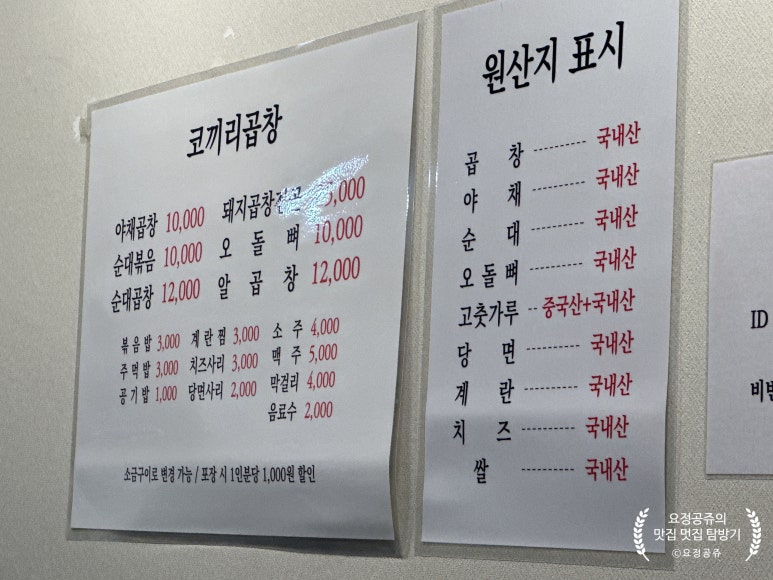 코끼리곱창
야채곱창 10,000 돼지곱창전골
순대볶음 10,000 오 돌 뼈 10,000
순대곱창 12,000 알 곱 창 12,000
볶음밥 3,000 계란찜 3,000 소 주 4,000
주먹밥 3,000 치즈사리 3,000 맥 주 5,000
공기밥 1,000 당면사리 2,000 막걸리 4,000
음료수 2,000
소금구이로 변경 가능 / 포장 시 1인분당 1,000원 할인
원산지 표시
곱 창 ---------- 국내산
야 채 ---------- 국내산
순 대 ---------- 국내산
오 돌 뼈 ---------- 국내산
고춧가루 -- 중국산+국내산
당 면 ---------- 국내산
계 란 ---------- 국내산
치 즈 ---------- 국내산
쌀 ---------- 국내산
ID
요정공쥬의
맛집 멋집 탐방기
©요정공쥬